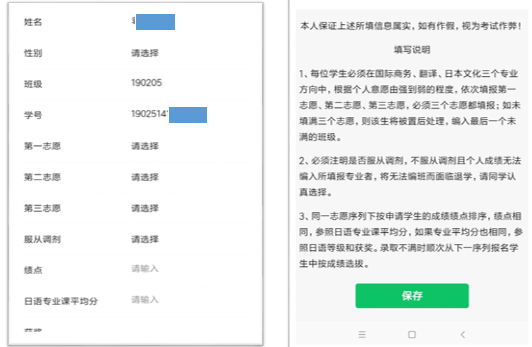 姓名
性别 请选择
班级 190205
学号 19025141
第一志愿 请选择
第二志愿 请选择
第三志愿 请选择
服从调剂 请选择
绩点 请输入
日语专业课平均分 请输入
本人保证上述所填信息属实，如有作假，视为考试作弊！
填写说明
1、每位学生必须在国际商务、翻译、日本文化三个专业
方向中，根据个人意愿由强到弱的程度，依次填报第一
志愿、第二志愿、第三志愿，必须三个志愿都填报；如未
填满三个志愿，则该生将被置后处理，编入最后一个未
满的班级。
2、必须注明是否服从调剂，不服从调剂且个人成绩无法
编入所填报专业者，将无法编班而面临退学，请同学认
真选择。
3、同一志愿序列下按申请学生的成绩绩点排序，绩点相
同，参照日语专业课平均分，如果专业平均分也相同，参
照日语等级和获奖。录取不满时顺次从下一序列报名学
生中按成绩选拔。
保存